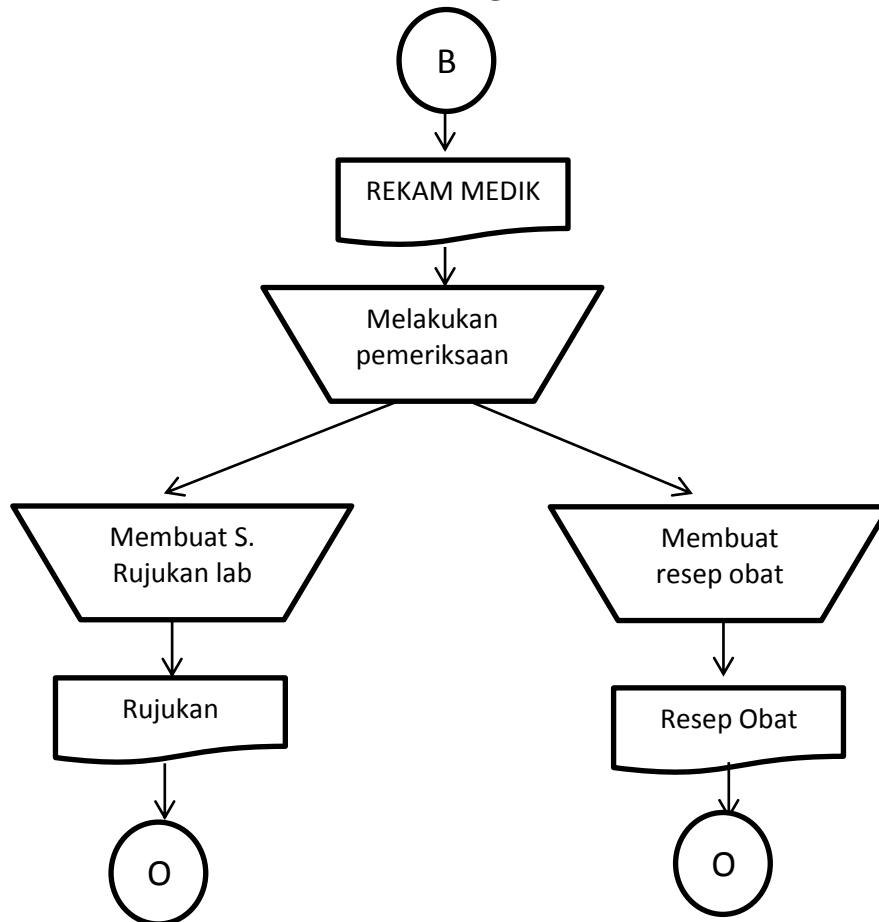 B
REKAM MEDIK
Melakukan
pemeriksaan
Membuat S.
Rujukan lab
Membuat
resep obat
Rujukan
Resep Obat
O
O